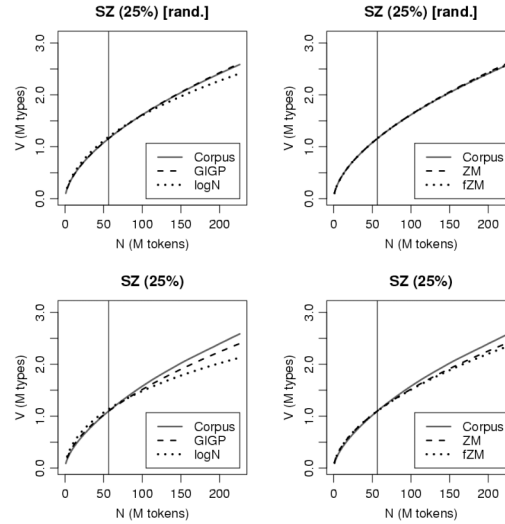 SZ (25%) [rand.]
V (M types)
0.0 1.0 2.0 3.0
Corpus
GIGP
logN
0 50 100 150 200
N (M tokens)
SZ (25%) [rand.]
V (M types)
0.0 1.0 2.0 3.0
Corpus
ZM
fZM
0 50 100 150 200
N (M tokens)
SZ (25%)
V (M types)
0.0 1.0 2.0 3.0
Corpus
GIGP
logN
0 50 100 150 200
N (M tokens)
SZ (25%)
V (M types)
0.0 1.0 2.0 3.0
Corpus
ZM
fZM
0 50 100 150 200
N (M tokens)